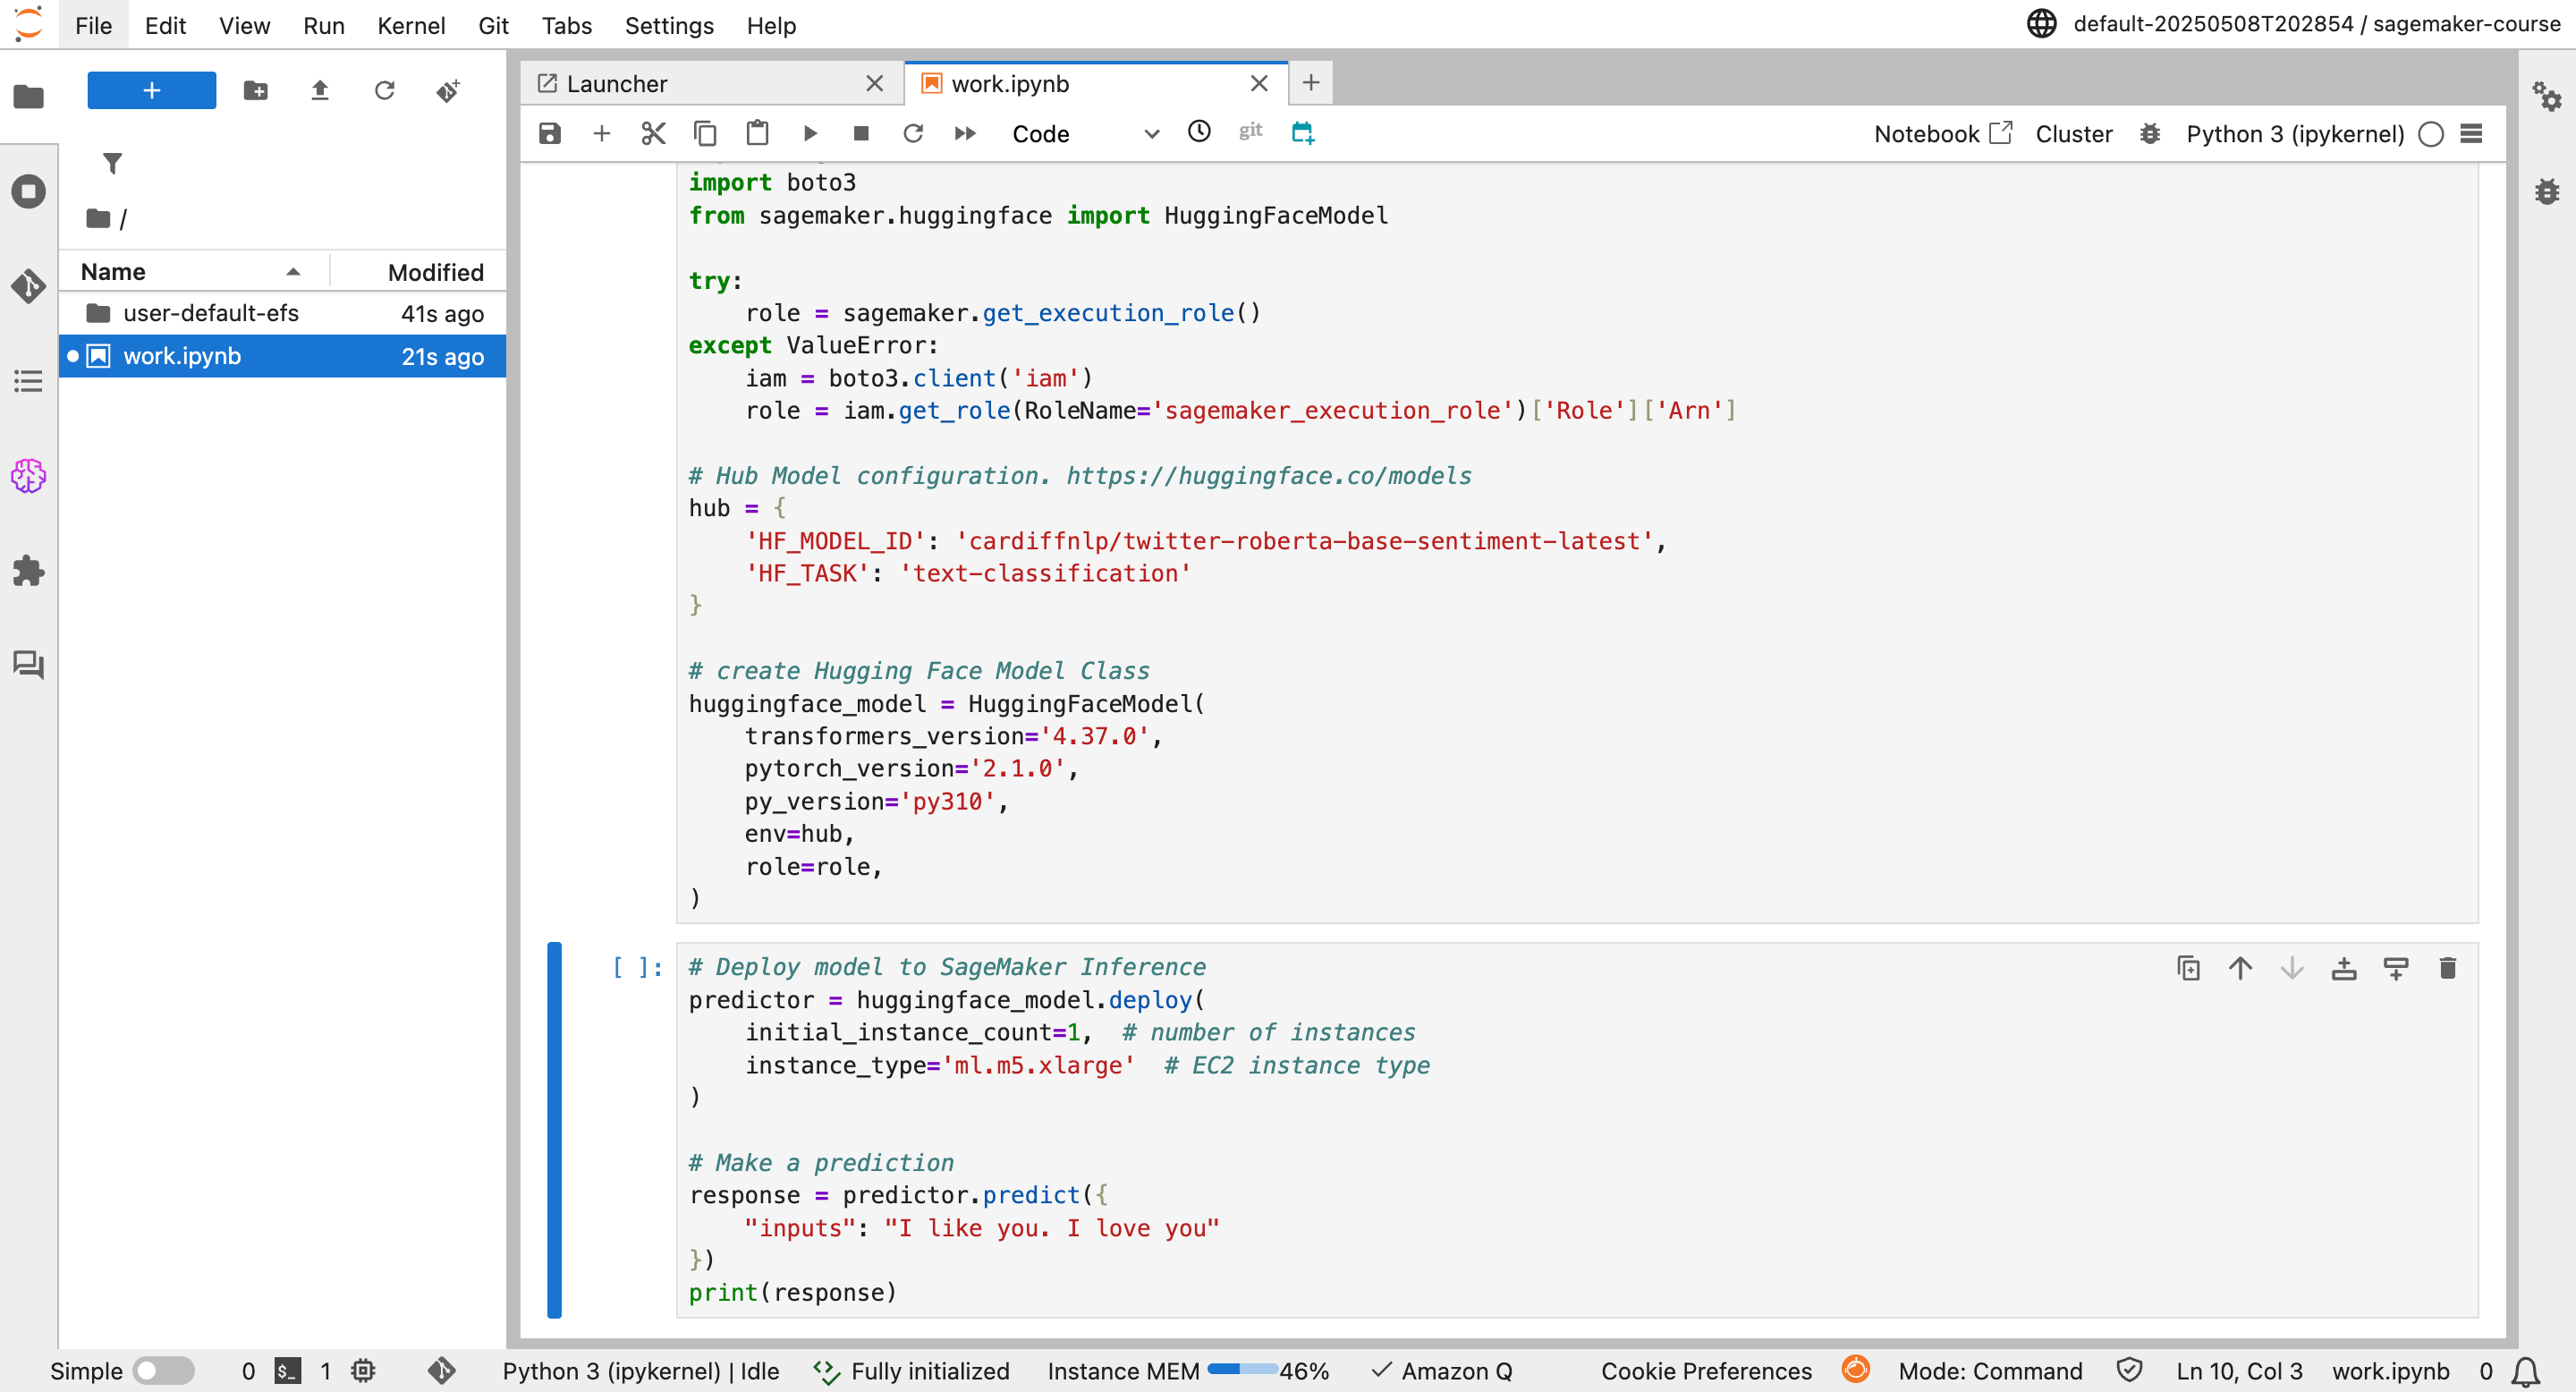 File Edit View Run Kernel Git Tabs Settings Help
default-20250508T202854 / sagemaker-course
/
Name Modified
user-default-efs 41s ago
work.ipynb 21s ago
Launcher work.ipynb
Code git Notebook Cluster Python 3 (ipykernel)
import boto3
from sagemaker.huggingface import HuggingFaceModel
try:
    role = sagemaker.get_execution_role()
except ValueError:
    iam = boto3.client('iam')
    role = iam.get_role(RoleName='sagemaker_execution_role')['Role']['Arn']
# Hub Model configuration. https://huggingface.co/models
hub = {
    'HF_MODEL_ID': 'cardiffnlp/twitter-roberta-base-sentiment-latest',
    'HF_TASK': 'text-classification'
}
# create Hugging Face Model Class
huggingface_model = HuggingFaceModel(
    transformers_version='4.37.0',
    pytorch_version='2.1.0',
    py_version='py310',
    env=hub,
    role=role,
)
[ ]: # Deploy model to SageMaker Inference
predictor = huggingface_model.deploy(
    initial_instance_count=1,  # number of instances
    instance_type='ml.m5.xlarge'  # EC2 instance type
)
# Make a prediction
response = predictor.predict({
    "inputs": "I like you. I love you"
})
print(response)
Simple 0 $_ 1 Python 3 (ipykernel) | Idle Fully initialized Instance MEM 46% Amazon Q Cookie Preferences Mode: Command Ln 10, Col 3 work.ipynb 0